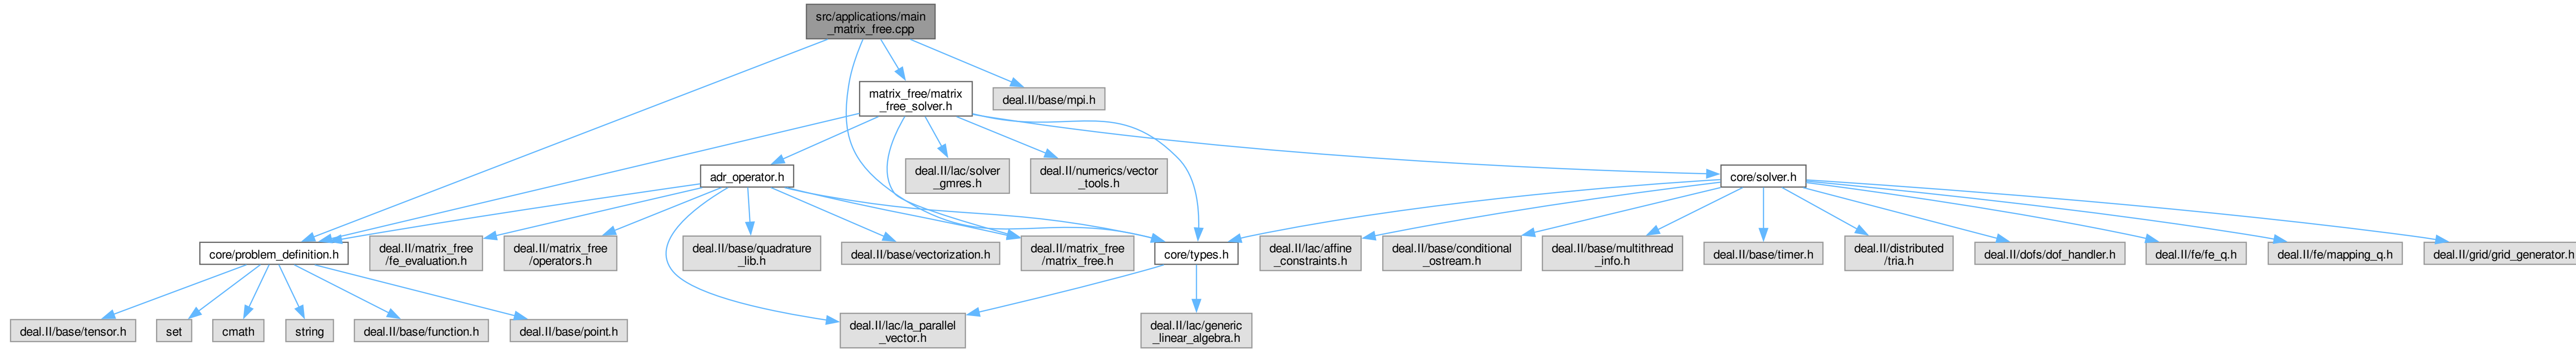 src/applications/main
_matrix_free.cpp
matrix_free/matrix
_free_solver.h
deal.II/base/mpi.h
adr_operator.h
deal.II/lac/solver
_gmres.h
deal.II/numerics/vector
_tools.h
core/solver.h
core/problem_definition.h
deal.II/matrix_free
/fe_evaluation.h
deal.II/matrix_free
/operators.h
deal.II/base/quadrature
_lib.h
deal.II/base/vectorization.h
deal.II/matrix_free
/matrix_free.h
core/types.h
deal.II/lac/affine
_constraints.h
deal.II/base/conditional
_ostream.h
deal.II/base/multithread
_info.h
deal.II/base/timer.h
deal.II/distributed
/tria.h
deal.II/dofs/dof_handler.h
deal.II/fe/fe_q.h
deal.II/fe/mapping_q.h
deal.II/grid/grid_generator.h
deal.II/base/tensor.h
set
cmath
string
deal.II/base/function.h
deal.II/base/point.h
deal.II/lac/la_parallel
_vector.h
deal.II/lac/generic
_linear_algebra.h